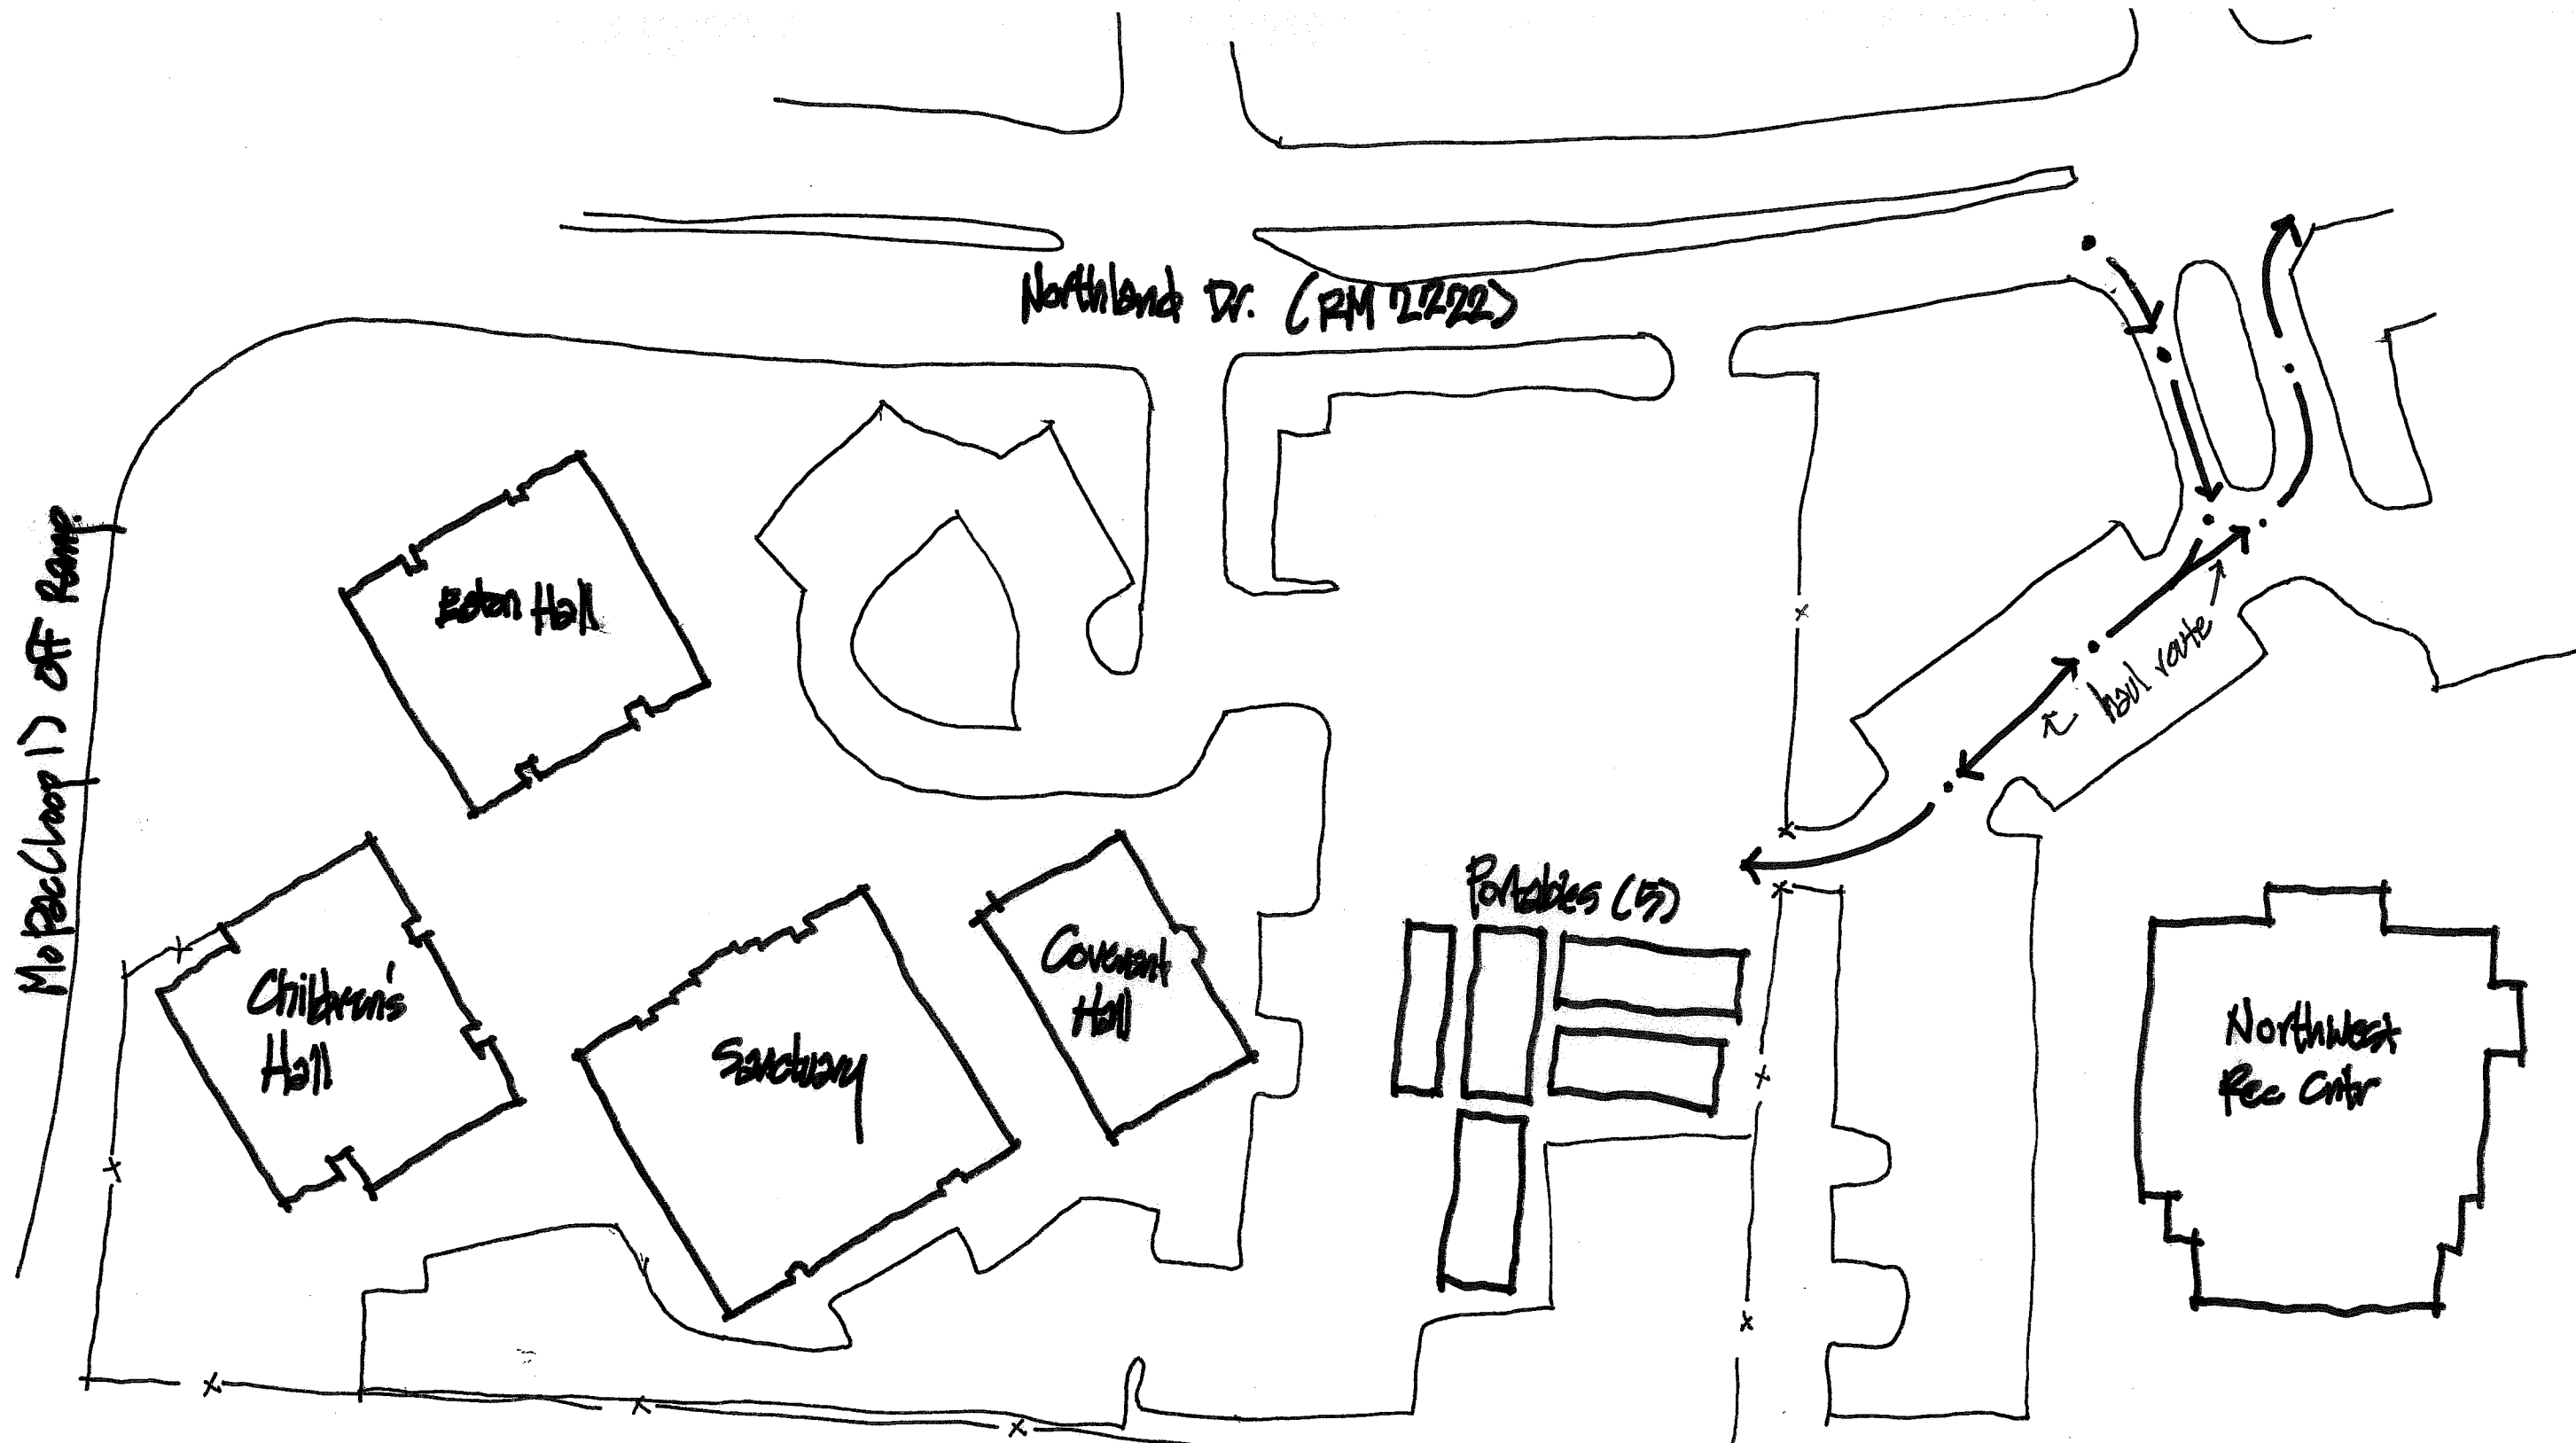 Northland Dr. (RM 2222)
MoPac (Loop 1) Off Ramp.
Eaton Hall
haul route
Portables (5)
Children's
Hall
Sanctuary
Covenant
Hall
Northwest
Rec Cntr